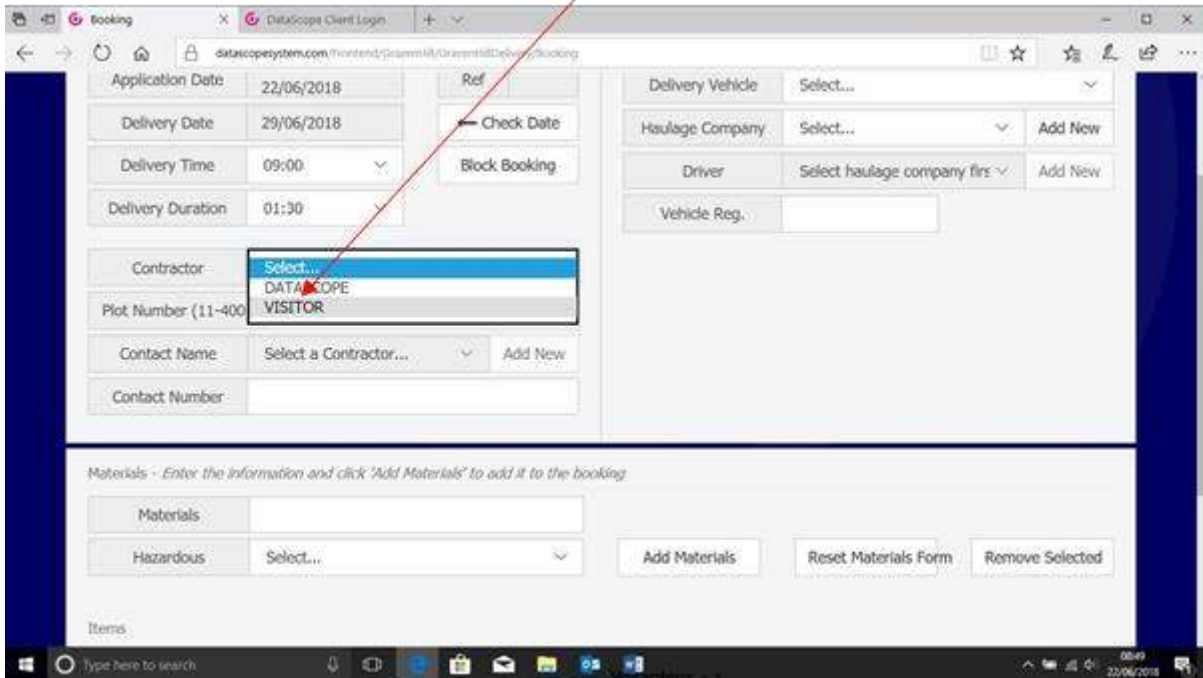 Booking
DataScope Client Login
datascopesystem.com/frontend/GravenHill/GravenHillDelivery/Booking
Application Date 22/06/2018 Ref
Delivery Date 29/06/2018 Check Date
Delivery Time 09:00 Block Booking
Delivery Duration 01:30
Delivery Vehicle Select...
Haulage Company Select... Add New
Driver Select haulage company firs Add New
Vehicle Reg.
Contractor Select...
DATASCOPE
Plot Number (11-400 VISITOR
Contact Name Select a Contractor... Add New
Contact Number
Materials - Enter the information and click 'Add Materials' to add it to the booking
Materials
Hazardous Select... Add Materials Reset Materials Form Remove Selected
Items
Type here to search
08:49
22/06/2018